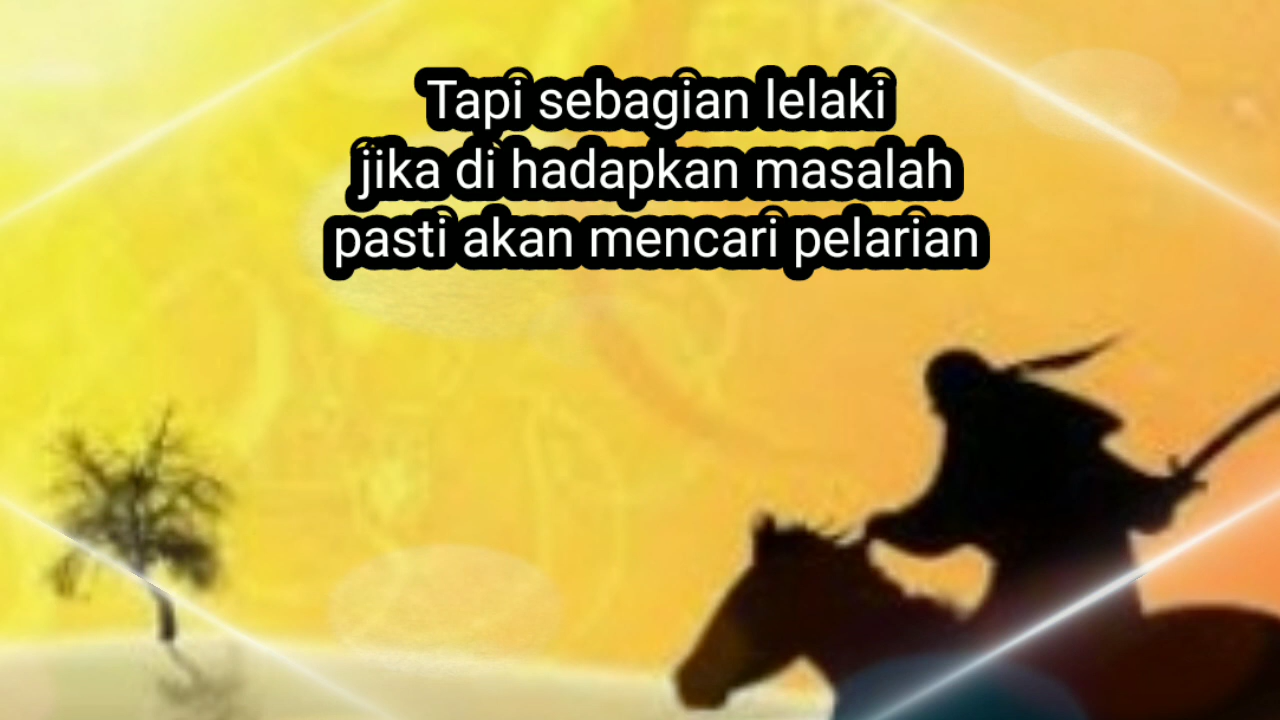 Tapi sebagian lelaki
jika di hadapkan masalah
pasti akan mencari pelarian